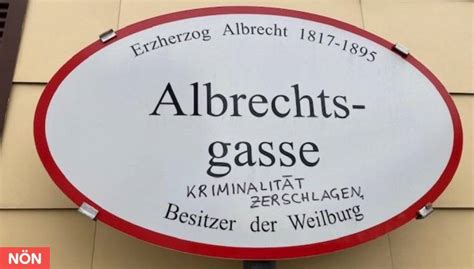 Erzherzog Albrecht 1817-1895
Albrechts-
gasse
KRIMINALITÄT
ZERSCHLAGEN,
Besitzer der Weilburg
NÖN